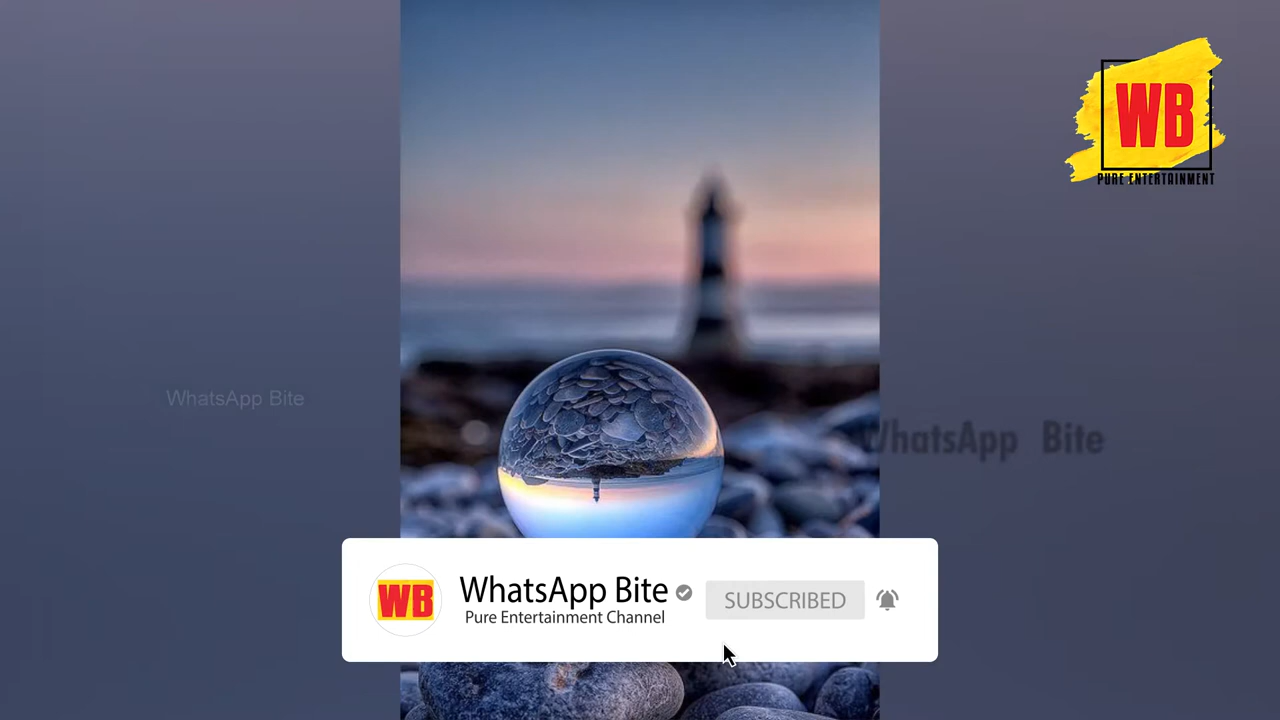 WB
PURE ENTERTAINMENT
WhatsApp Bite
WhatsApp Bite
WB
WhatsApp Bite
Pure Entertainment Channel
SUBSCRIBED